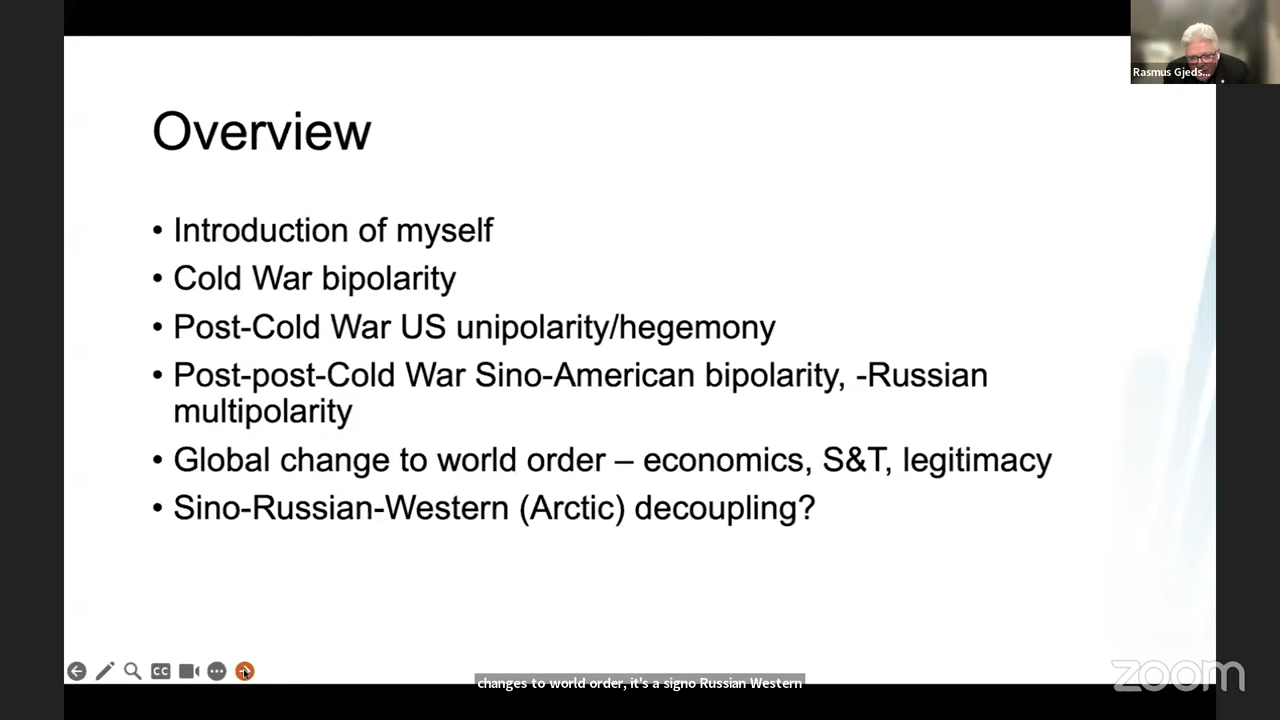 Rasmus Gjeds...
Overview
• Introduction of myself
• Cold War bipolarity
• Post-Cold War US unipolarity/hegemony
• Post-post-Cold War Sino-American bipolarity, -Russian
multipolarity
• Global change to world order – economics, S&T, legitimacy
• Sino-Russian-Western (Arctic) decoupling?
CC
changes to world order, it's a signo Russian Western
zoom